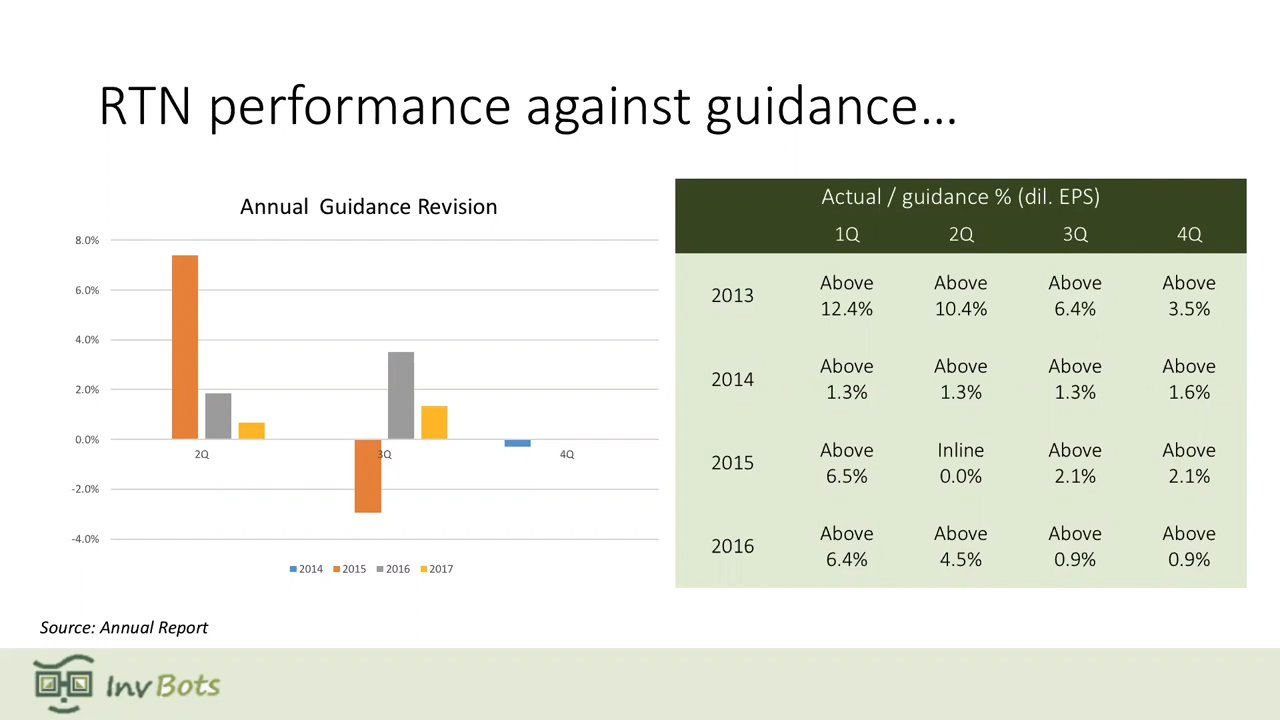 RTN performance against guidance...
Annual Guidance Revision
8.0%
6.0%
4.0%
2.0%
0.0%
-2.0%
-4.0%
2Q 3Q 4Q
2014 2015 2016 2017
Actual / guidance % (dil. EPS)
1Q 2Q 3Q 4Q
2013 Above 12.4% Above 10.4% Above 6.4% Above 3.5%
2014 Above 1.3% Above 1.3% Above 1.3% Above 1.6%
2015 Above 6.5% Inline 0.0% Above 2.1% Above 2.1%
2016 Above 6.4% Above 4.5% Above 0.9% Above 0.9%
Source: Annual Report
InvBots